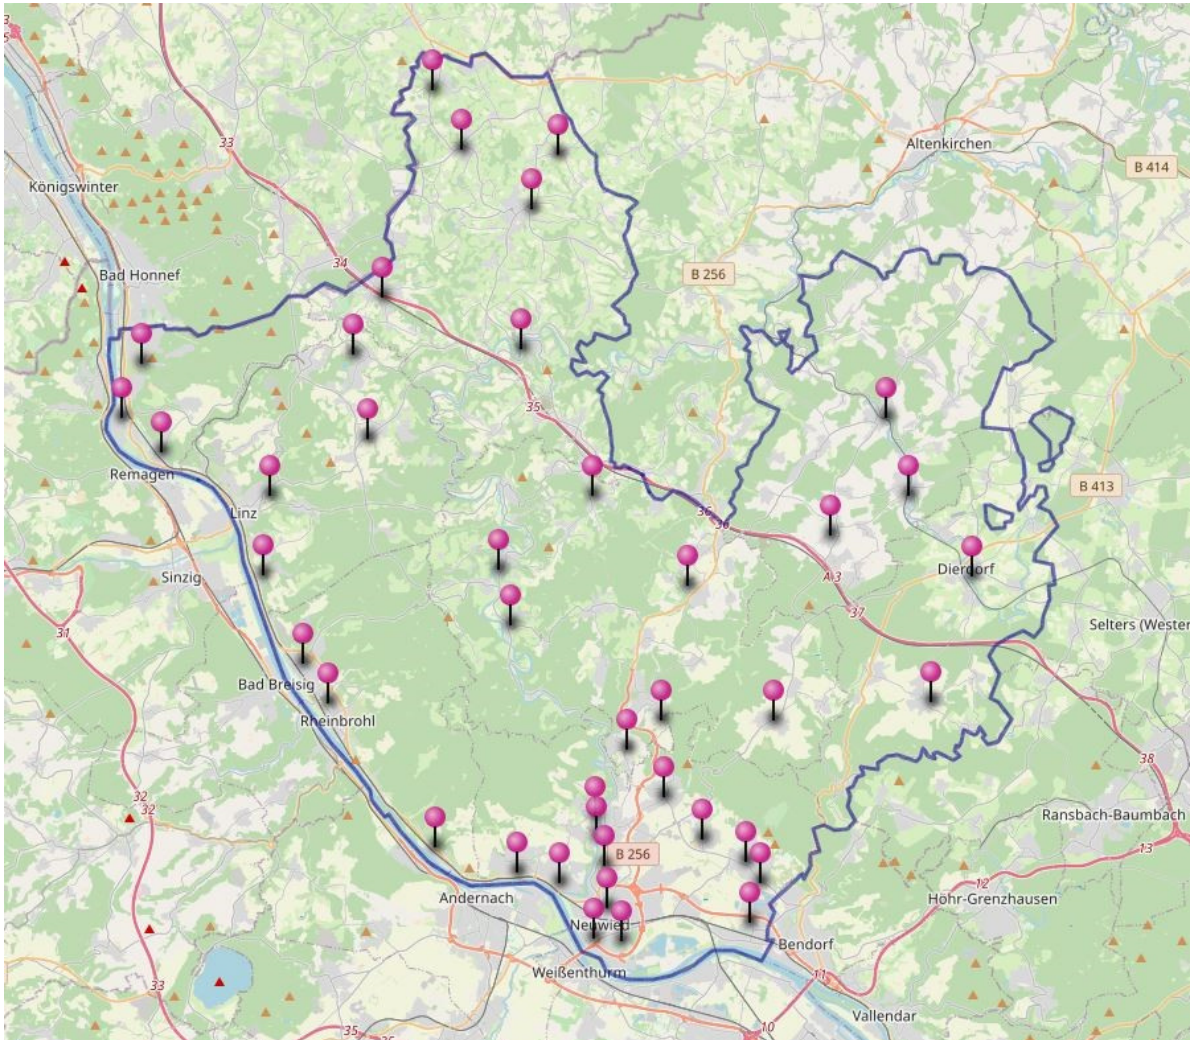 33
Altenkirchen
B 414
Königswinter
34
Bad Honnef
B 256
35
Remagen
B 413
Linz
36
36
Sinzig
Dierdorf
A 3
37
31
Selters (Wester
Bad Breisig
Rheinbrohl
38
32
32
Ransbach-Baumbach
13
B 256
12
Andernach
Höhr-Grenzhausen
Neuwied
Bendorf
Weißenthurm
11
33
Vallendar
10
35